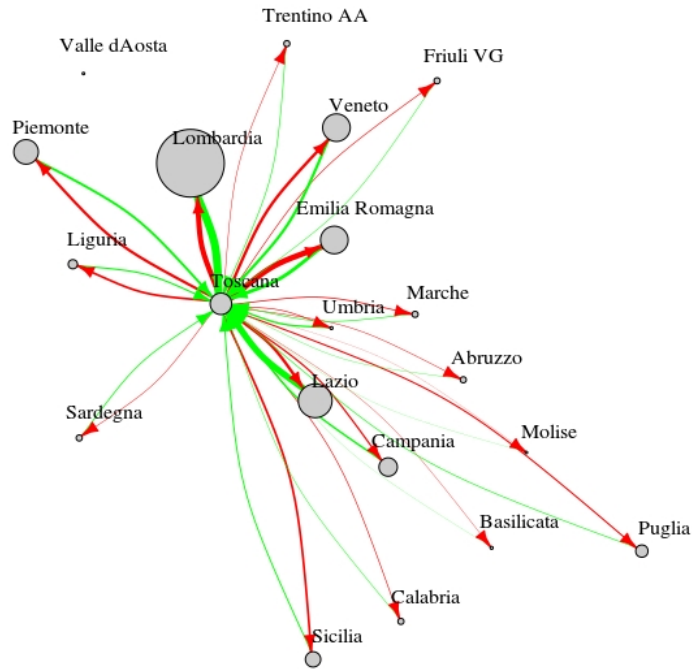 Trentino AA
Valle dAosta
Friuli VG
Veneto
Piemonte
Lombardia
Emilia Romagna
Liguria
Toscana
Marche
Umbria
Abruzzo
Lazio
Sardegna
Molise
Campania
Basilicata
Puglia
Calabria
Sicilia